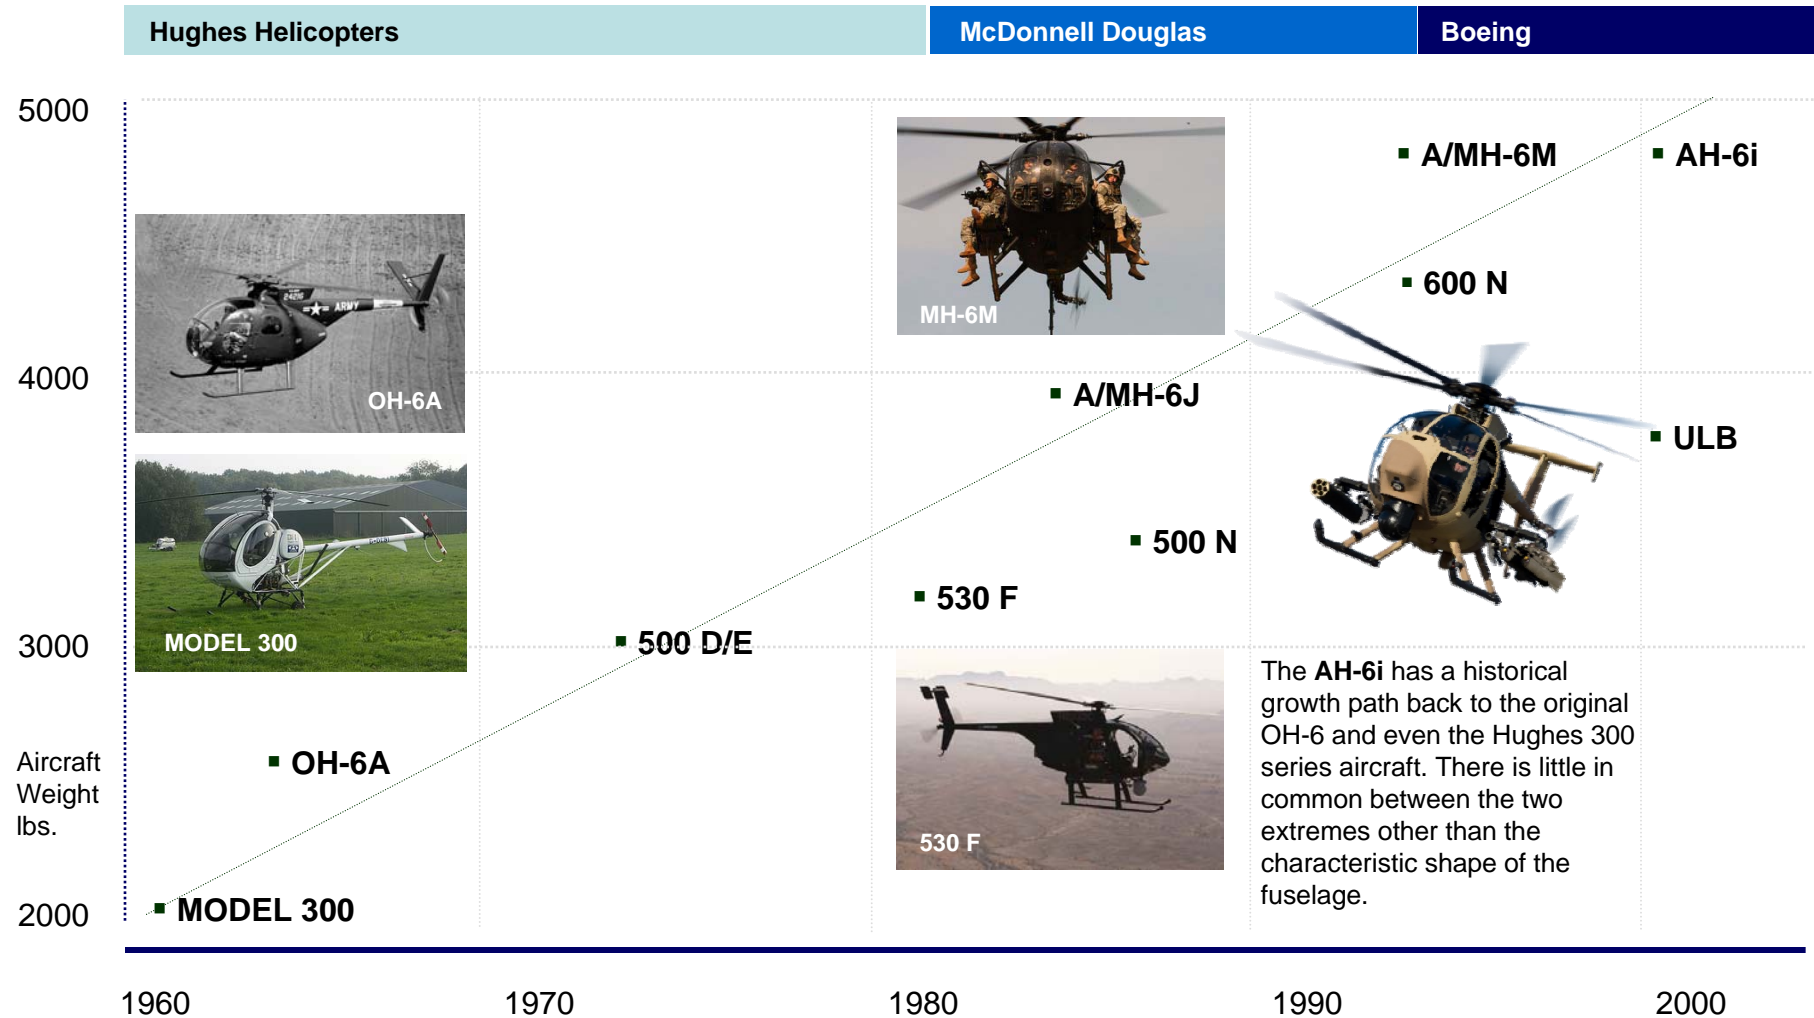 Hughes Helicopters
McDonnell Douglas
Boeing
5000
4000
3000
Aircraft
Weight
lbs.
2000
OH-6A
24216
ARMY
MODEL 300
MH-6M
530 F
A/MH-6M
AH-6i
600 N
A/MH-6J
ULB
500 N
530 F
500 D/E
OH-6A
MODEL 300
The AH-6i has a historical
growth path back to the original
OH-6 and even the Hughes 300
series aircraft. There is little in
common between the two
extremes other than the
characteristic shape of the
fuselage.
1960
1970
1980
1990
2000